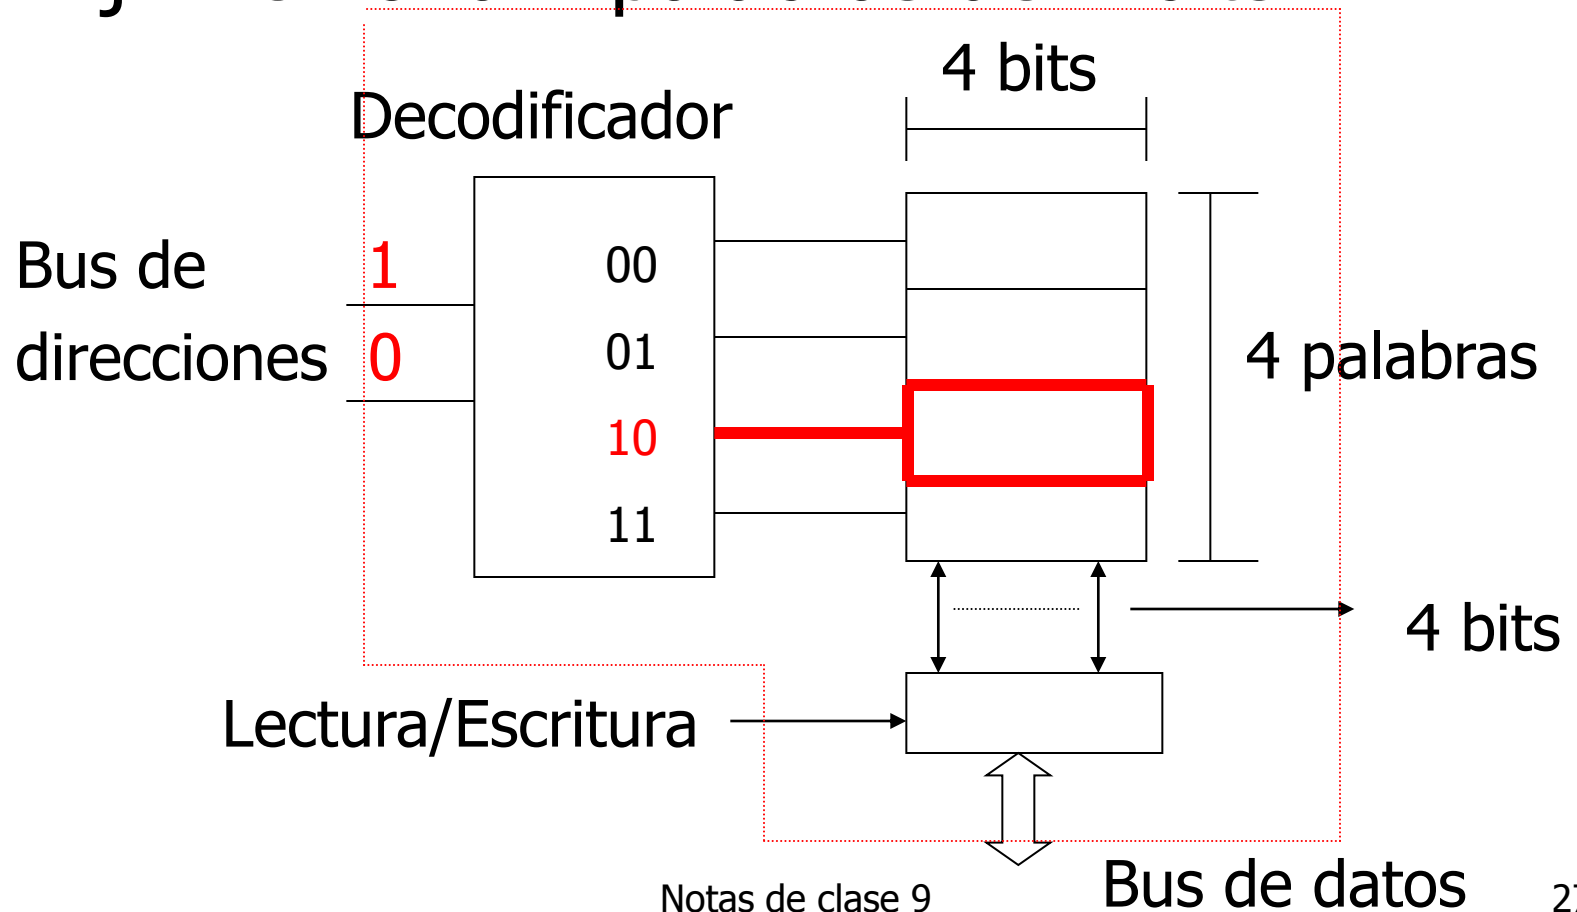 4 bits
Decodificador
Bus de
direcciones
1
0
00
01
10
11
4 palabras
4 bits
Lectura/Escritura
Bus de datos
Notas de clase 9